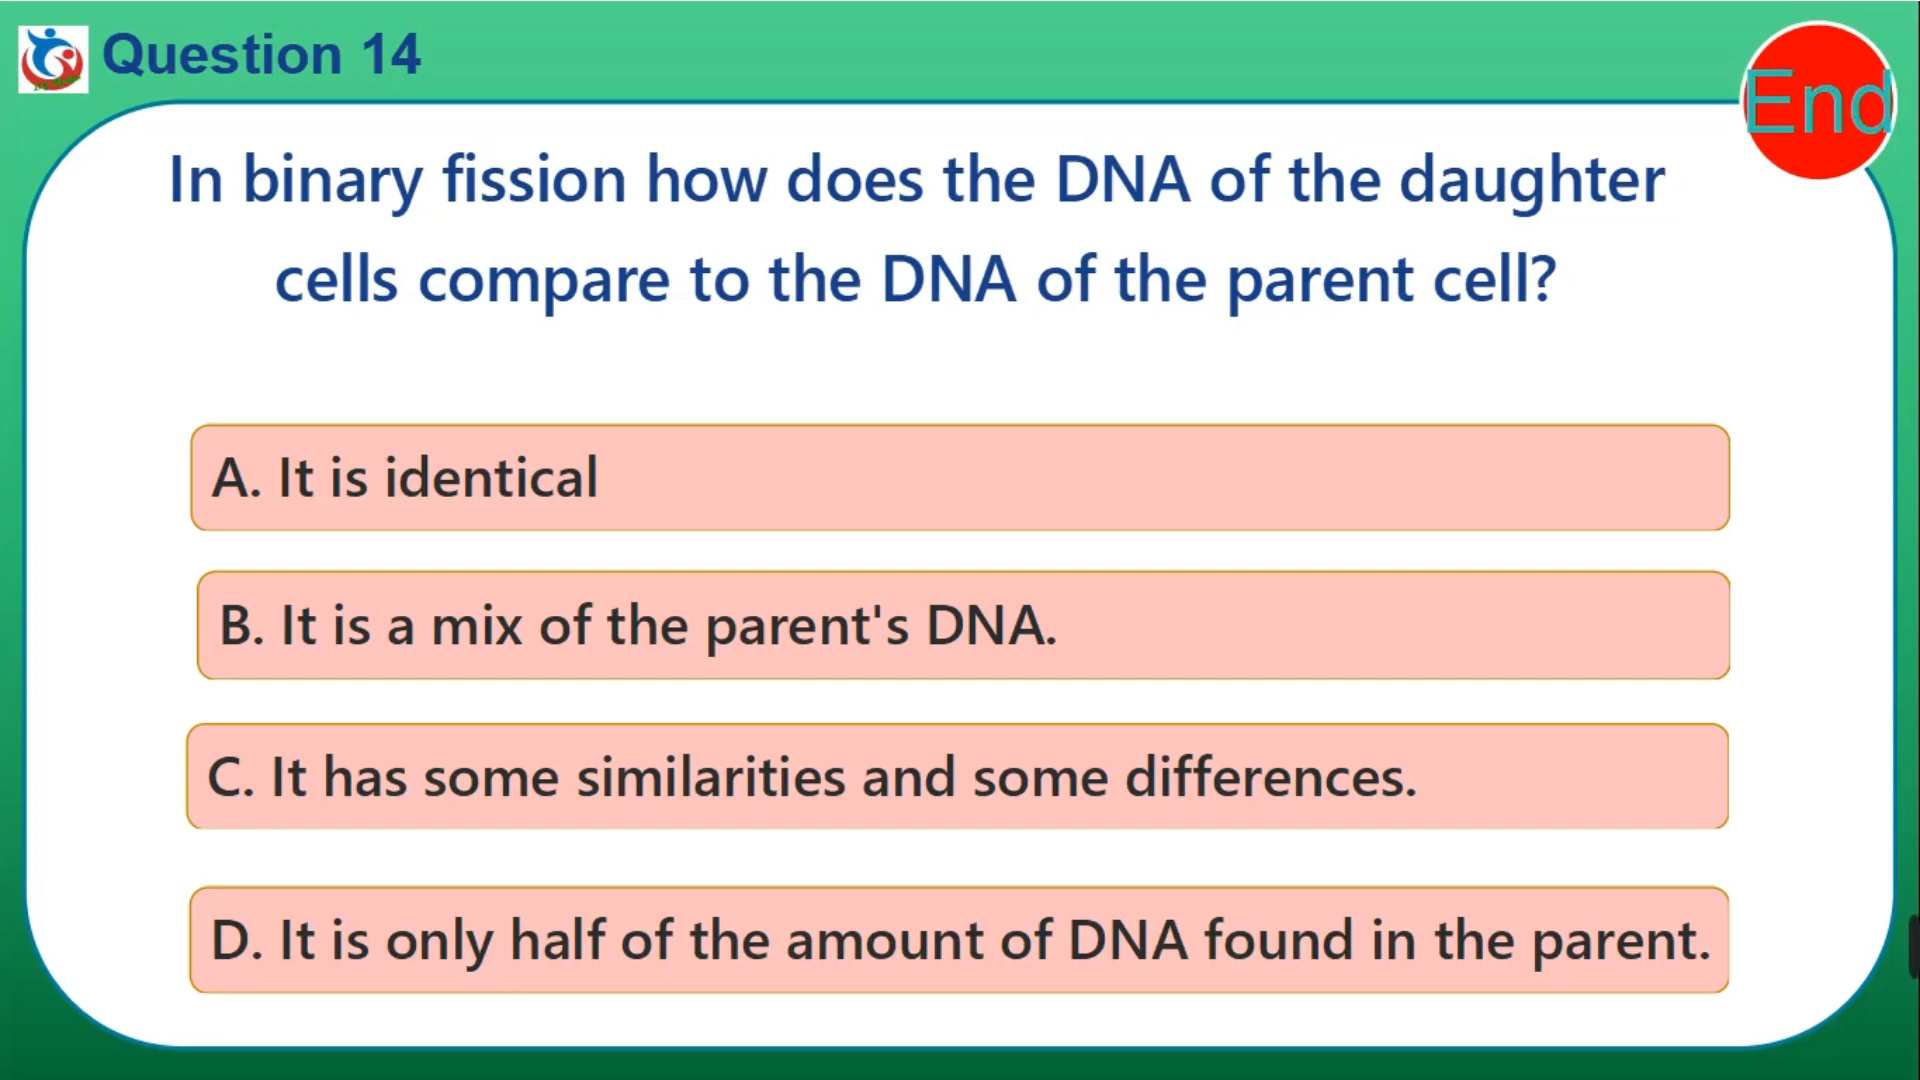 Question 14
End
In binary fission how does the DNA of the daughter
cells compare to the DNA of the parent cell?
A. It is identical
B. It is a mix of the parent's DNA.
C. It has some similarities and some differences.
D. It is only half of the amount of DNA found in the parent.